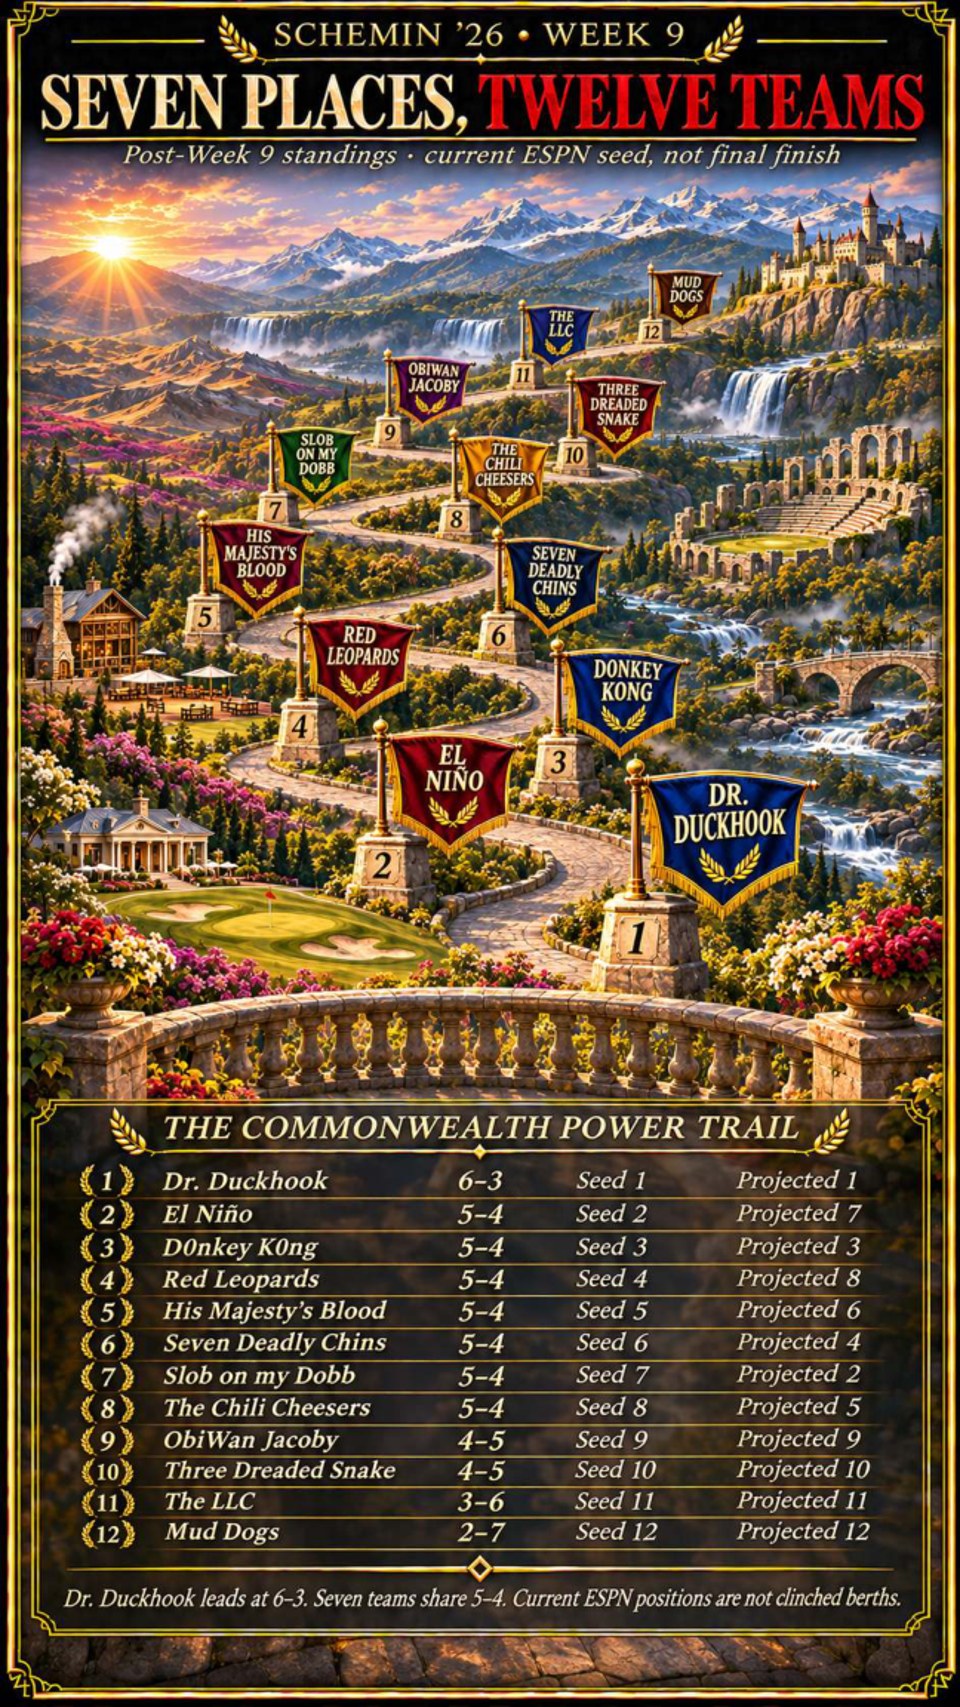 SCHEMIN ’26 • WEEK 9
SEVEN PLACES, TWELVE TEAMS
Post-Week 9 standings · current ESPN seed, not final finish
MUD
DOGS
12
THE
LLC
11
OBIWAN
JACOBY
9
THREE
DREADED
SNAKE
10
SLOB
ON MY
DOBB
7
THE
CHILI
CHEESERS
8
HIS
MAJESTY'S
BLOOD
5
SEVEN
DEADLY
CHINS
6
RED
LEOPARDS
4
DONKEY
KONG
3
EL
NIÑO
2
DR.
DUCKHOOK
1
THE COMMONWEALTH POWER TRAIL
1 Dr. Duckhook 6–3 Seed 1 Projected 1
2 El Niño 5–4 Seed 2 Projected 7
3 D0nkey K0ng 5–4 Seed 3 Projected 3
4 Red Leopards 5–4 Seed 4 Projected 8
5 His Majesty’s Blood 5–4 Seed 5 Projected 6
6 Seven Deadly Chins 5–4 Seed 6 Projected 4
7 Slob on my Dobb 5–4 Seed 7 Projected 2
8 The Chili Cheesers 5–4 Seed 8 Projected 5
9 ObiWan Jacoby 4–5 Seed 9 Projected 9
10 Three Dreaded Snake 4–5 Seed 10 Projected 10
11 The LLC 3–6 Seed 11 Projected 11
12 Mud Dogs 2–7 Seed 12 Projected 12
Dr. Duckhook leads at 6–3. Seven teams share 5–4. Current ESPN positions are not clinched berths.